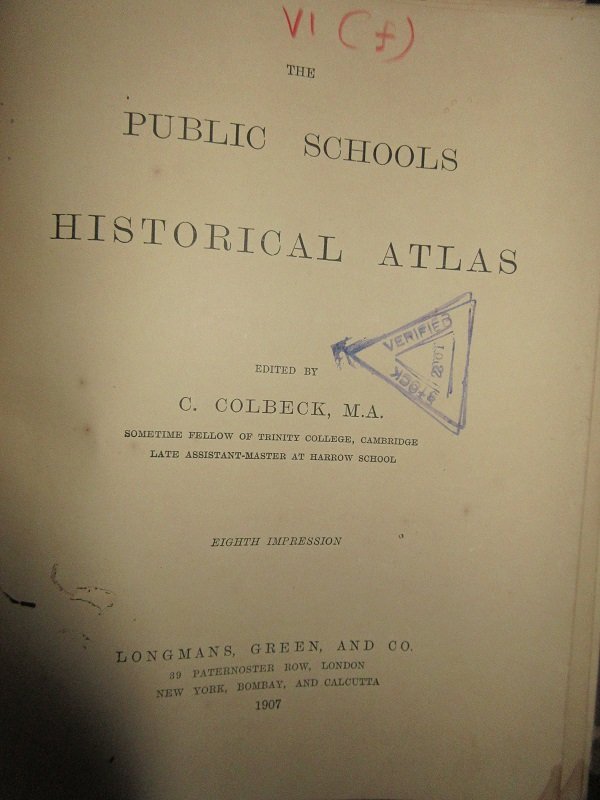 VI (f)
THE
PUBLIC SCHOOLS
HISTORICAL ATLAS
VERIFIED
STOCK
EDITED BY
C. COLBECK, M.A.
SOMETIME FELLOW OF TRINITY COLLEGE, CAMBRIDGE
LATE ASSISTANT-MASTER AT HARROW SCHOOL
EIGHTH IMPRESSION
LONGMANS, GREEN, AND CO.
39 PATERNOSTER ROW, LONDON
NEW YORK, BOMBAY, AND CALCUTTA
1907